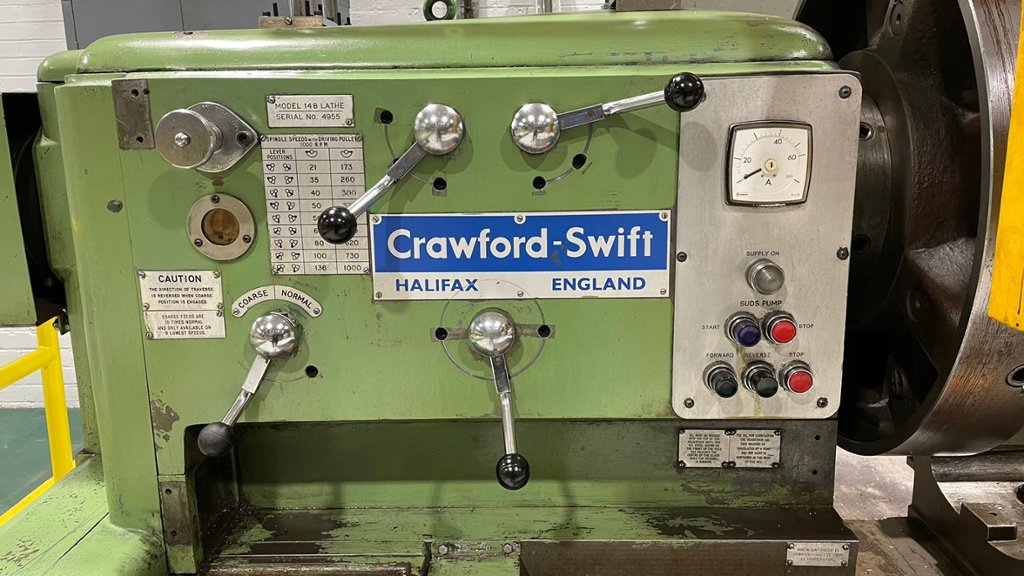 MODEL 14B LATHE
SERIAL No. 4955
SPINDLE SPEEDS WITH DRIVING PULLEY
1000 R.P.M.
LEVER
POSITIONS
21 173
35 260
40 300
50
80 620
100 730
136 1000
Crawford-Swift
HALIFAX ENGLAND
CAUTION
THE DIRECTION OF TRAVERSE
IS REVERSED WHEN COARSE
POSITION IS ENGAGED
COARSE FEEDS ARE
10 TIMES NORMAL
AND ONLY AVAILABLE ON
9 LOWEST SPEEDS.
COARSE NORMAL
20 40 60
A
SUPPLY ON
SUDS PUMP
START STOP
FORWARD REVERSE STOP